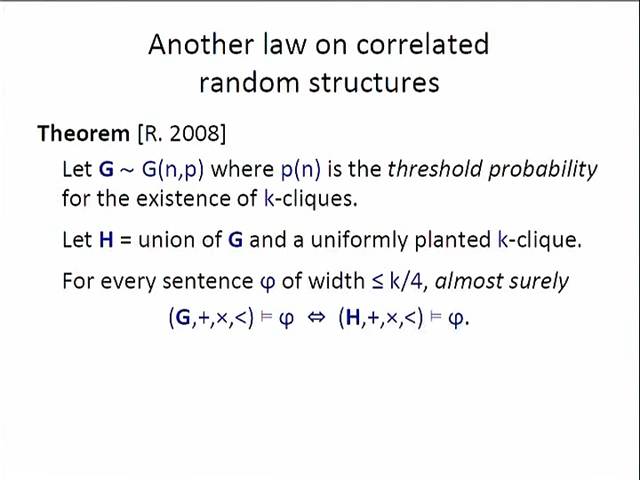 Another law on correlated
random structures
Theorem [R. 2008]
Let G ~ G(n,p) where p(n) is the threshold probability
for the existence of k-cliques.
Let H = union of G and a uniformly planted k-clique.
For every sentence φ of width ≤ k/4, almost surely
(G,+,×,<) ⊨ φ ⇔ (H,+,×,<) ⊨ φ.